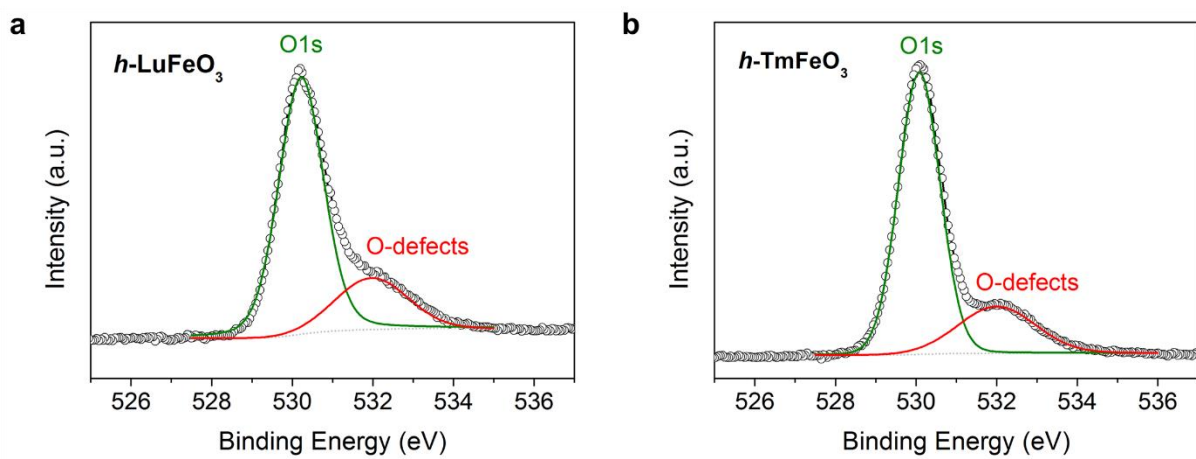 a
h-LuFeO₃
O1s
O-defects
Intensity (a.u.)
526 528 530 532 534 536
Binding Energy (eV)
b
h-TmFeO₃
O1s
O-defects
Intensity (a.u.)
526 528 530 532 534 536
Binding Energy (eV)